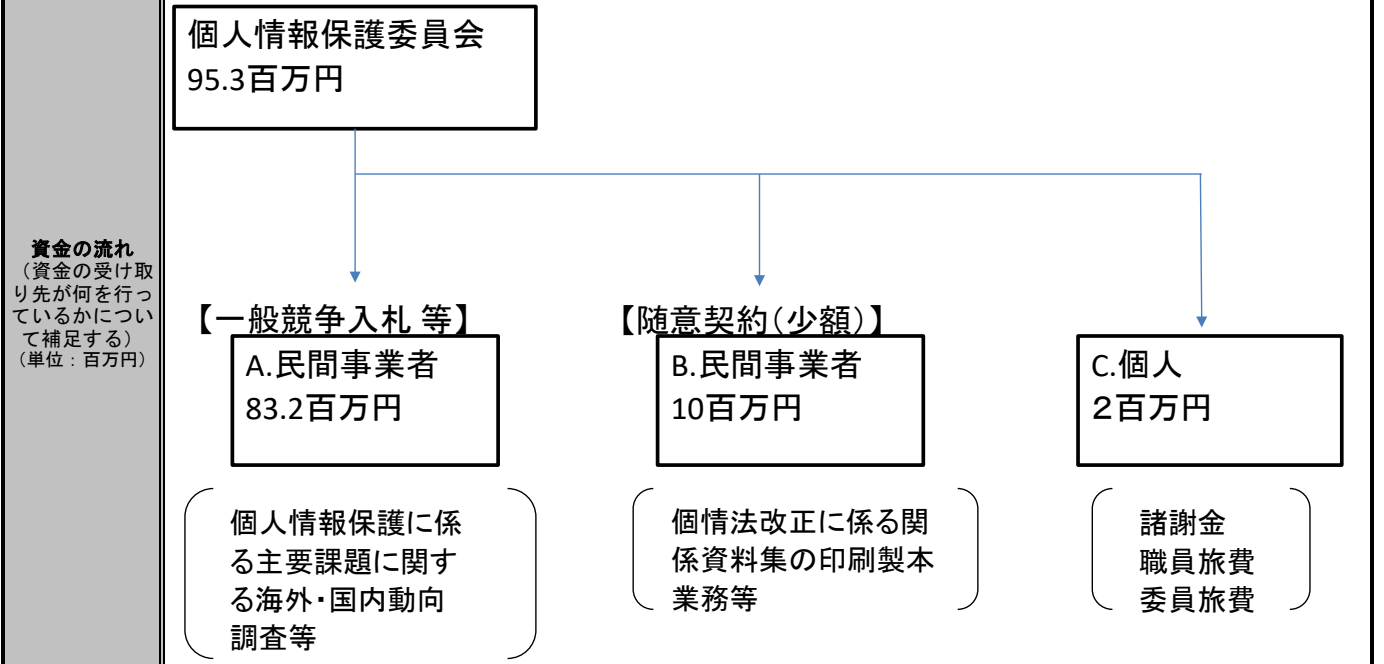 資金の流れ
（資金の受け取
り先が何を行っ
ているかについ
て補足する）
（単位：百万円）
個人情報保護委員会
95.3百万円
【一般競争入札 等】
A.民間事業者
83.2百万円
個人情報保護に係
る主要課題に関す
る海外・国内動向
調査等
【随意契約（少額）】
B.民間事業者
10百万円
個情法改正に係る関
係資料集の印刷製本
業務等
C.個人
２百万円
諸謝金
職員旅費
委員旅費